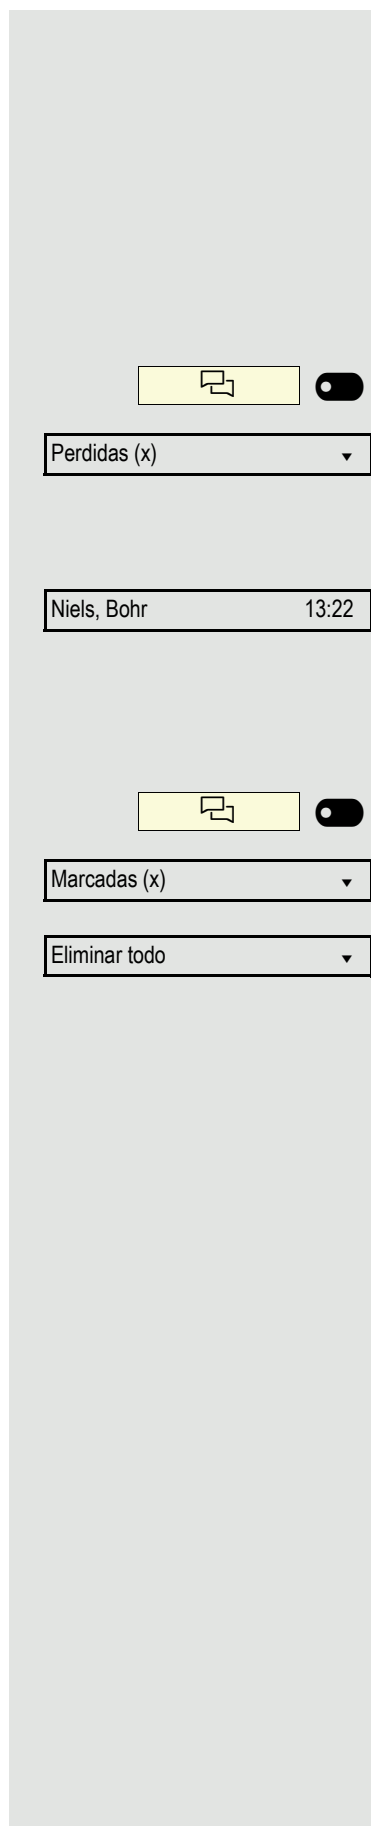 Perdidas (x)
Niels, Bohr 13:22
Marcadas (x)
Eliminar todo